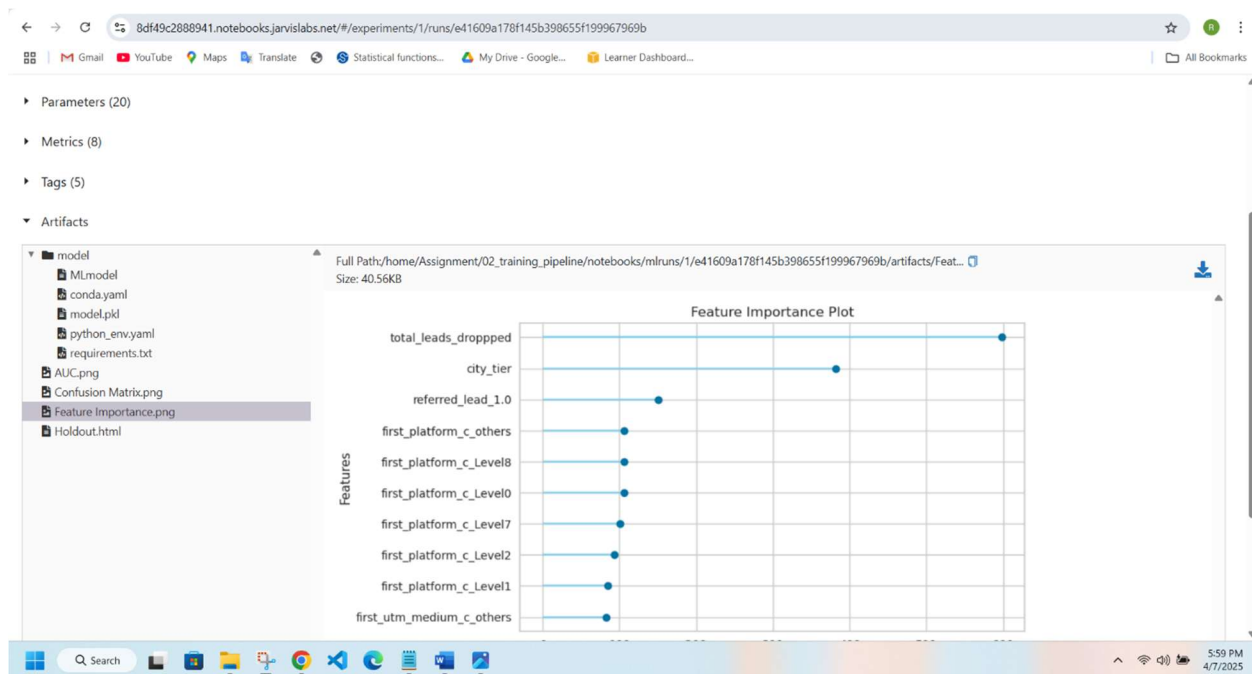 8df49c2888941.notebooks.jarvislabs.net/#/experiments/1/runs/e41609a178f145b398655f199967969b
R
Gmail YouTube Maps Translate Statistical functions... My Drive - Google... Learner Dashboard... All Bookmarks
Parameters (20)
Metrics (8)
Tags (5)
Artifacts
model
MLmodel
conda.yaml
model.pkl
python_env.yaml
requirements.txt
AUC.png
Confusion Matrix.png
Feature Importance.png
Holdout.html
Full Path:/home/Assignment/02_training_pipeline/notebooks/mlruns/1/e41609a178f145b398655f199967969b/artifacts/Feat...
Size: 40.56KB
Feature Importance Plot
Features
total_leads_droppped
city_tier
referred_lead_1.0
first_platform_c_others
first_platform_c_Level8
first_platform_c_Level0
first_platform_c_Level7
first_platform_c_Level2
first_platform_c_Level1
first_utm_medium_c_others
Search
5:59 PM
4/7/2025